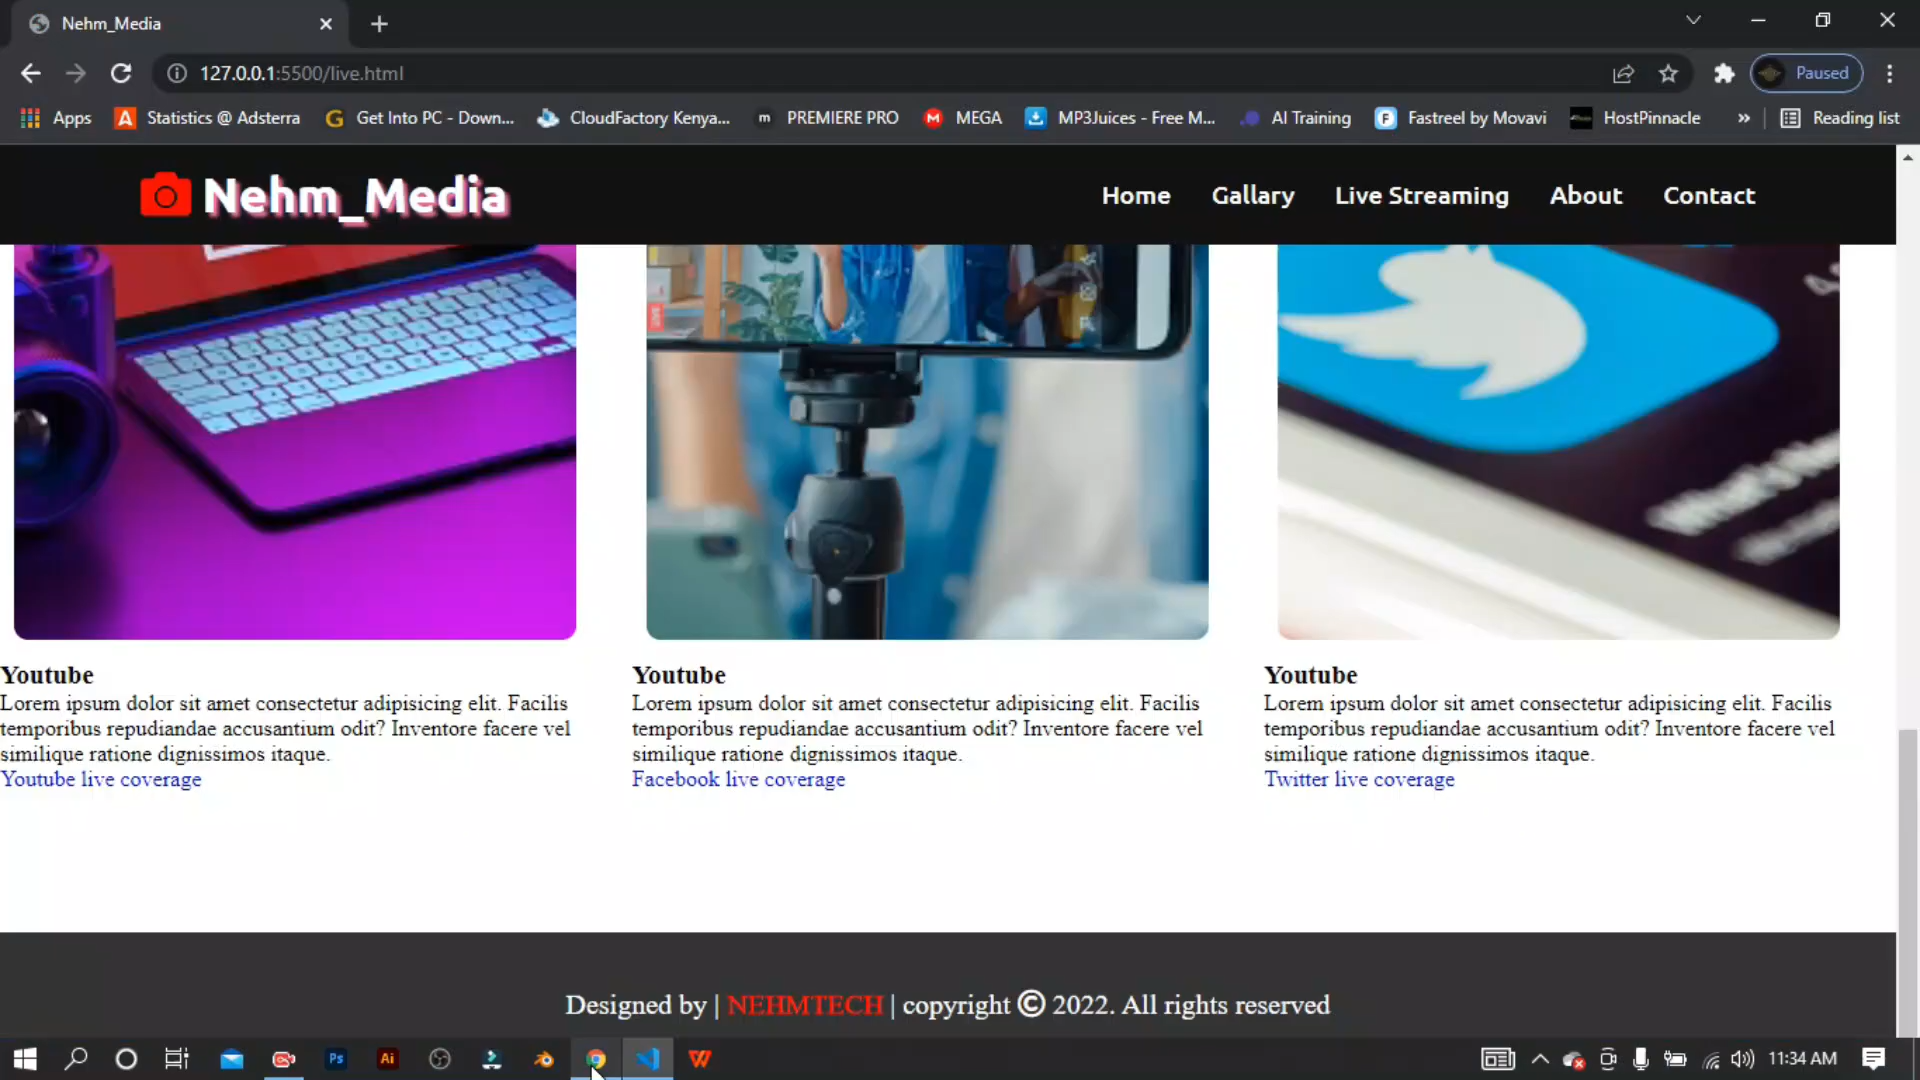 Nehm_Media
127.0.0.1:5500/live.html
Paused
Apps
Statistics @ Adsterra
Get Into PC - Down...
CloudFactory Kenya...
PREMIERE PRO
MEGA
MP3Juices - Free M...
AI Training
Fastreel by Movavi
HostPinnacle
»
Reading list
Nehm_Media
Home
Gallary
Live Streaming
About
Contact
Youtube
Lorem ipsum dolor sit amet consectetur adipisicing elit. Facilis
temporibus repudiandae accusantium odit? Inventore facere vel
similique ratione dignissimos itaque.
Youtube live coverage
Youtube
Lorem ipsum dolor sit amet consectetur adipisicing elit. Facilis
temporibus repudiandae accusantium odit? Inventore facere vel
similique ratione dignissimos itaque.
Facebook live coverage
What's
Youtube
Lorem ipsum dolor sit amet consectetur adipisicing elit. Facilis
temporibus repudiandae accusantium odit? Inventore facere vel
similique ratione dignissimos itaque.
Twitter live coverage
Designed by | NEHMTECH | copyright © 2022. All rights reserved
Ps
Ai
11:34 AM